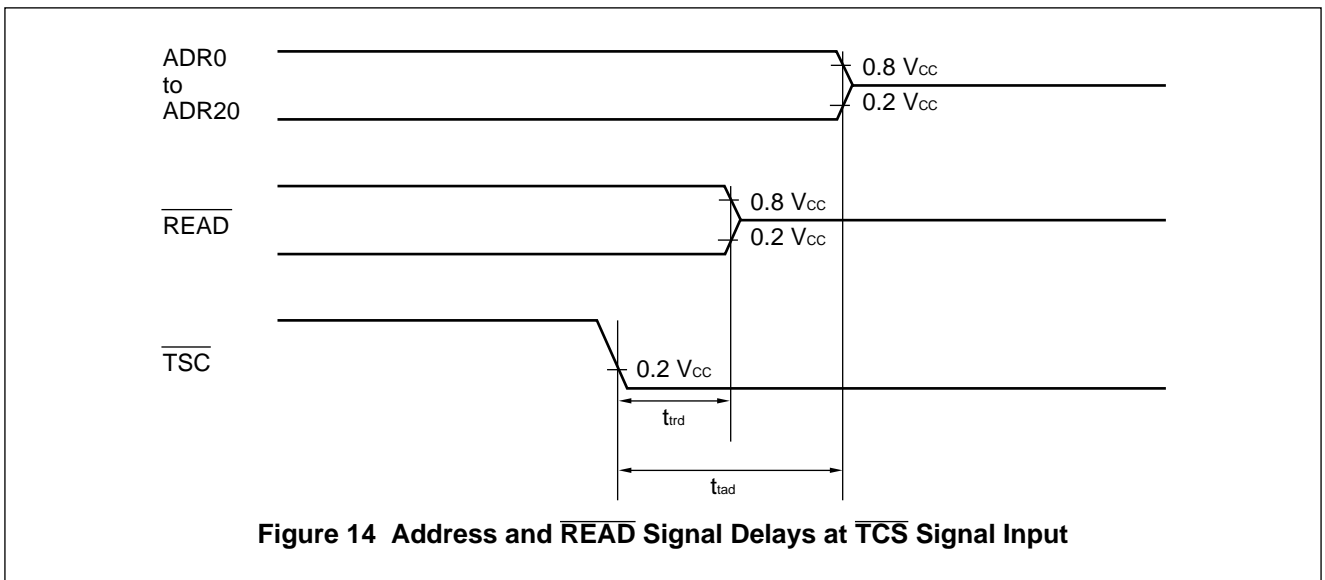 ADR0
to
ADR20
0.8 VCC
0.2 VCC
READ
0.8 VCC
0.2 VCC
TSC
0.2 VCC
ttrd
ttad
Figure 14 Address and READ Signal Delays at TCS Signal Input